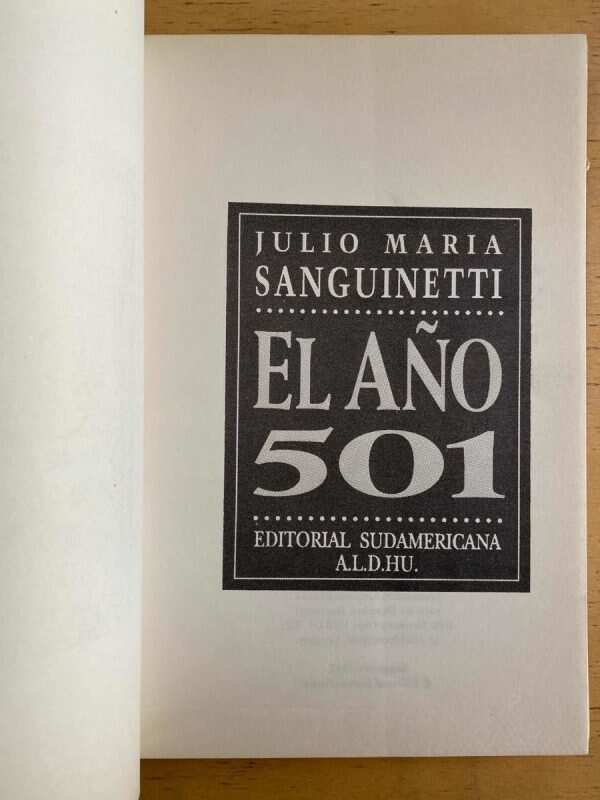 JULIO MARIA
SANGUINETTI
EL AÑO
501
EDITORIAL SUDAMERICANA
A.L.D.HU.